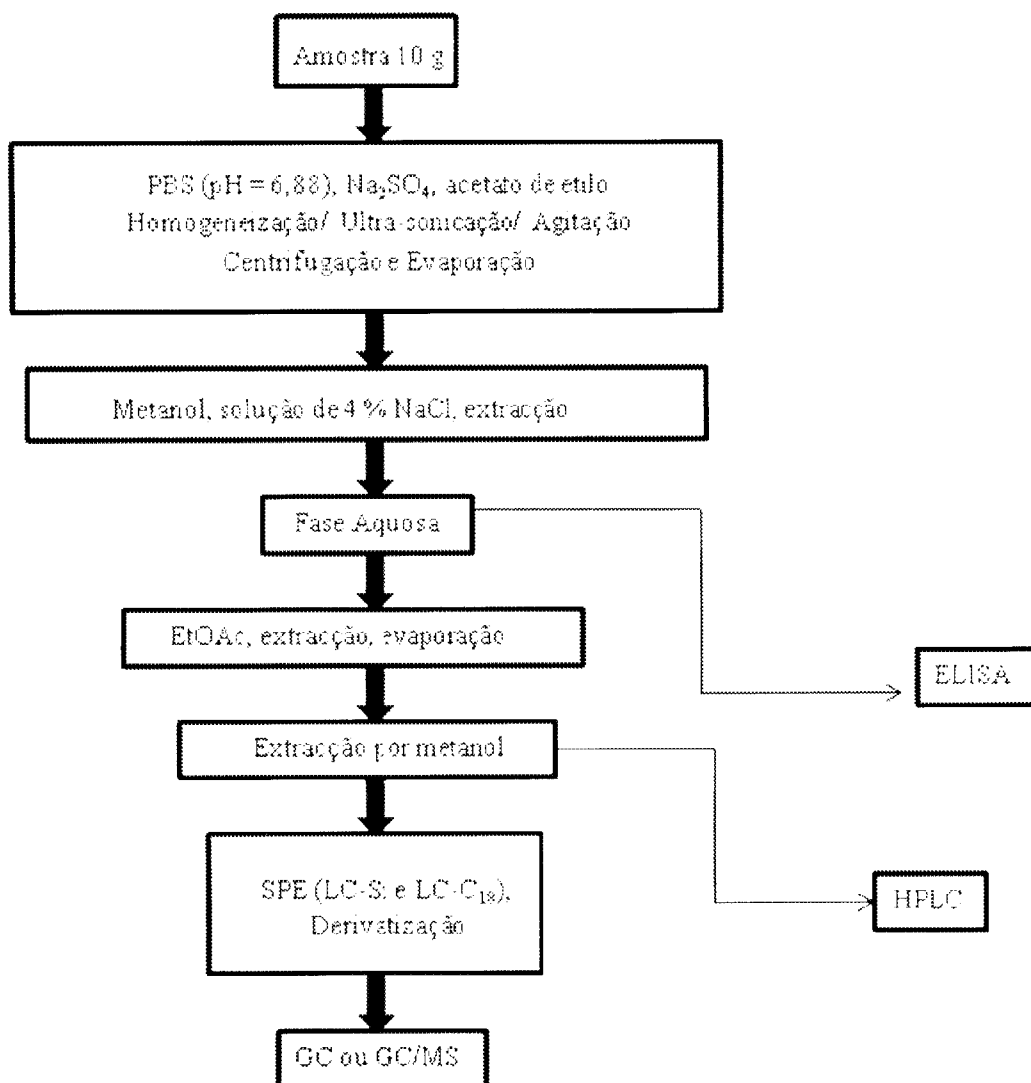 Amostra 10 g
PBS (pH = 6,88), Na₂SO₄, acetato de etilo
Homogeneização/ Ultra-sonicação/ Agitação
Centrifugação e Evaporação
Metanol, solução de 4 % NaCl, extracção
Fase Aquosa
EtOAc, extracção, evaporação
ELISA
Extracção por metanol
SPE (LC-Si e LC-C₁₈),
Derivatização
HPLC
GC ou GC/MS